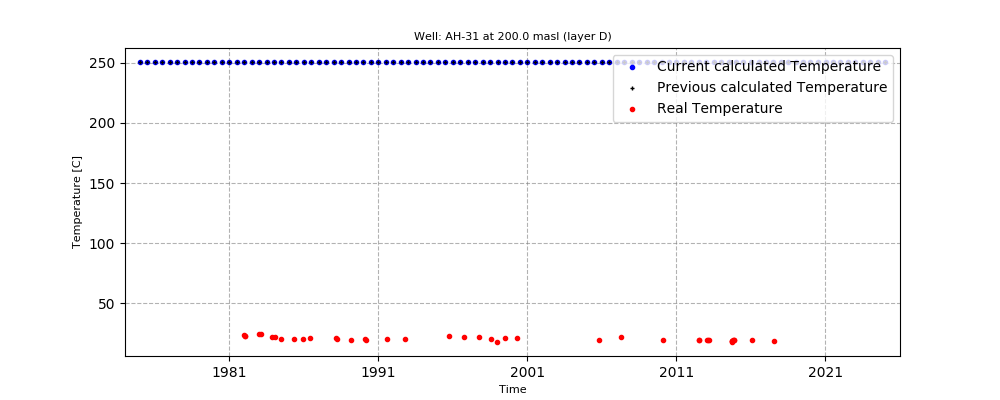 Well: AH-31 at 200.0 masl (layer D)
Current calculated Temperature
Previous calculated Temperature
Real Temperature
Temperature [C]
250
200
150
100
50
1981 1991 2001 2011 2021
Time